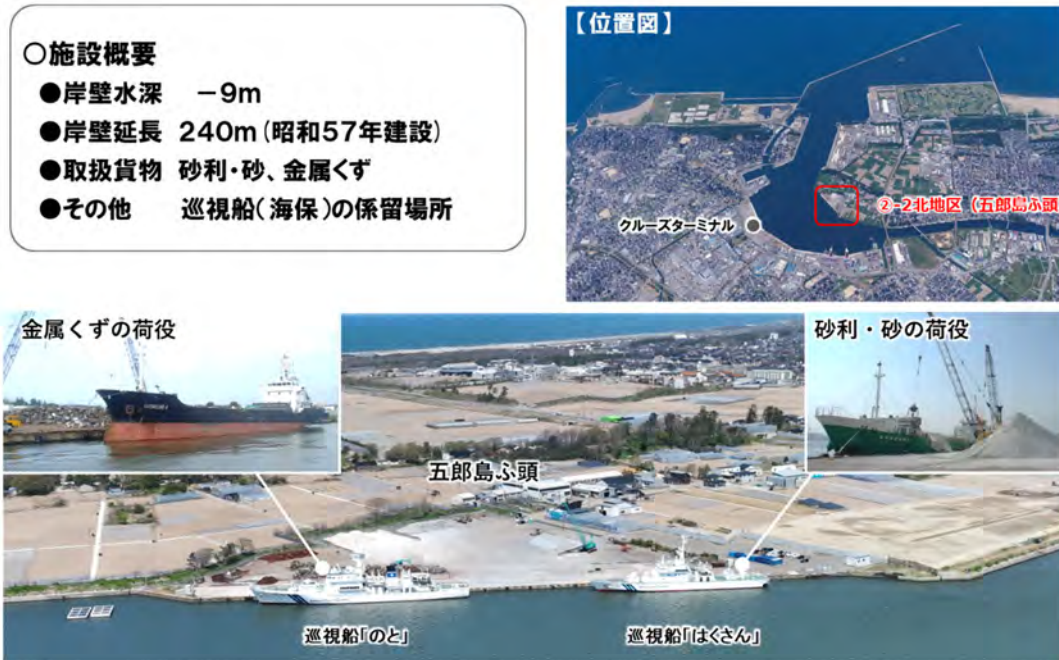 ○施設概要
●岸壁水深 －9m
●岸壁延長 240m（昭和57年建設）
●取扱貨物 砂利・砂、金属くず
●その他 巡視船（海保）の係留場所
【位置図】
クルーズターミナル
②-2北地区（五郎島ふ頭
金属くずの荷役
砂利・砂の荷役
五郎島ふ頭
巡視船「のと」
巡視船「はくさん」